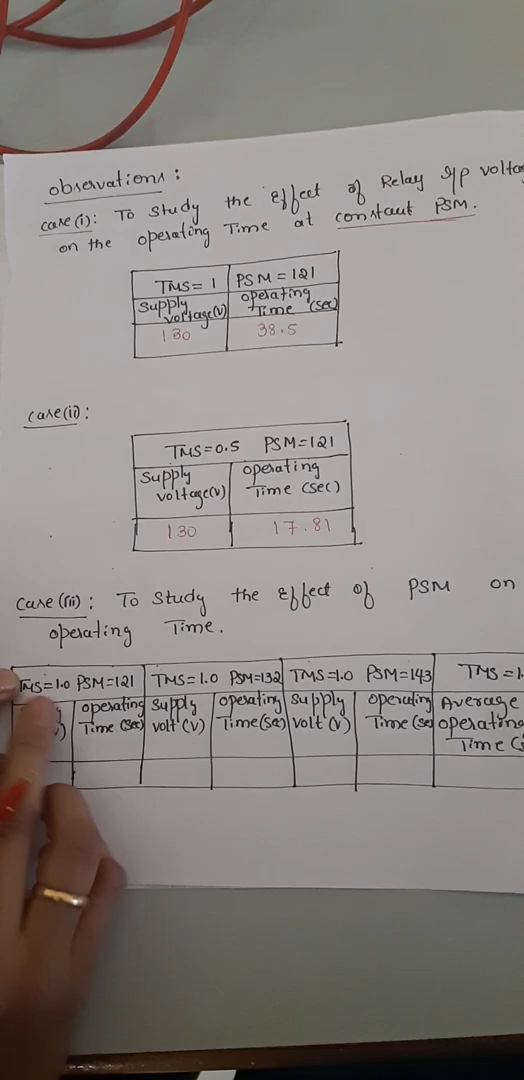 observations:
case(i): To study the effect of Relay I/p volta
on the operating Time at constant PSM.
TMS=1 PSM=121
Supply voltage(v) operating Time (sec)
130 38.5
case(ii):
TMS=0.5 PSM=121
Supply voltage(v) operating Time (sec)
130 17.81
case(iii): To study the effect of PSM on
operating Time.
TMS=1.0 PSM=121 TMS=1.0 PSM=132 TMS=1.0 PSM=143 TMS=1.
operating Supply operating Supply operating Average
Time(sec) volt(v) Time(sec) volt(v) Time(sec operating
Time(